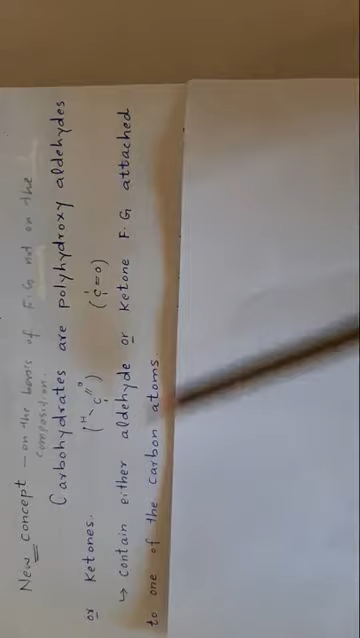 New concept - on the basis of F.G not on the
composition.
Carbohydrates are polyhydroxy aldehydes
or ketones. (H-C=O) (C=O)
↳ contain either aldehyde or ketone F.G attached
to one of the carbon atoms